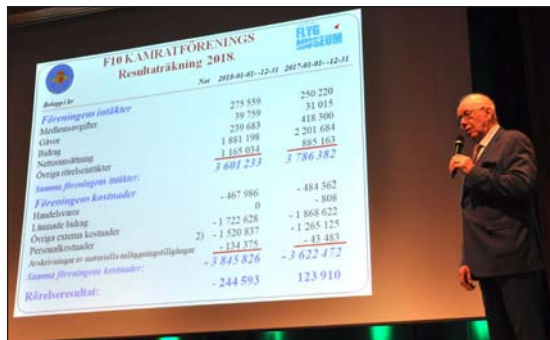 F10 KAMRATFÖRENINGS
Resultaträkning 2018.
FLYG
MUSEUM
Belopp i kr Not 2018-01-01--12-31 2017-01-01--12-31
Föreningens intäkter
Medlemsavgifter 275 559 250 220
Gåvor 39 759 31 015
Bidrag 239 683 418 300
Nettoomsättning 1 881 198 2 201 684
Övriga rörelseintäkter 1 165 034 885 163
Summa föreningens intäkter: 3 601 233 3 786 382
Föreningens kostnader
Handelsvaror - 467 986 - 484 362
Lämnade bidrag 0 - 808
Övriga externa kostnader - 1 722 628 - 1 868 622
Personalkostnader 2) - 1 520 837 - 1 265 125
Avskrivningar av materiella anläggningstillgångar - 134 375 - 43 483
Summa föreningens kostnader: - 3 845 826 - 3 622 472
Rörelseresultat: - 244 593 123 910